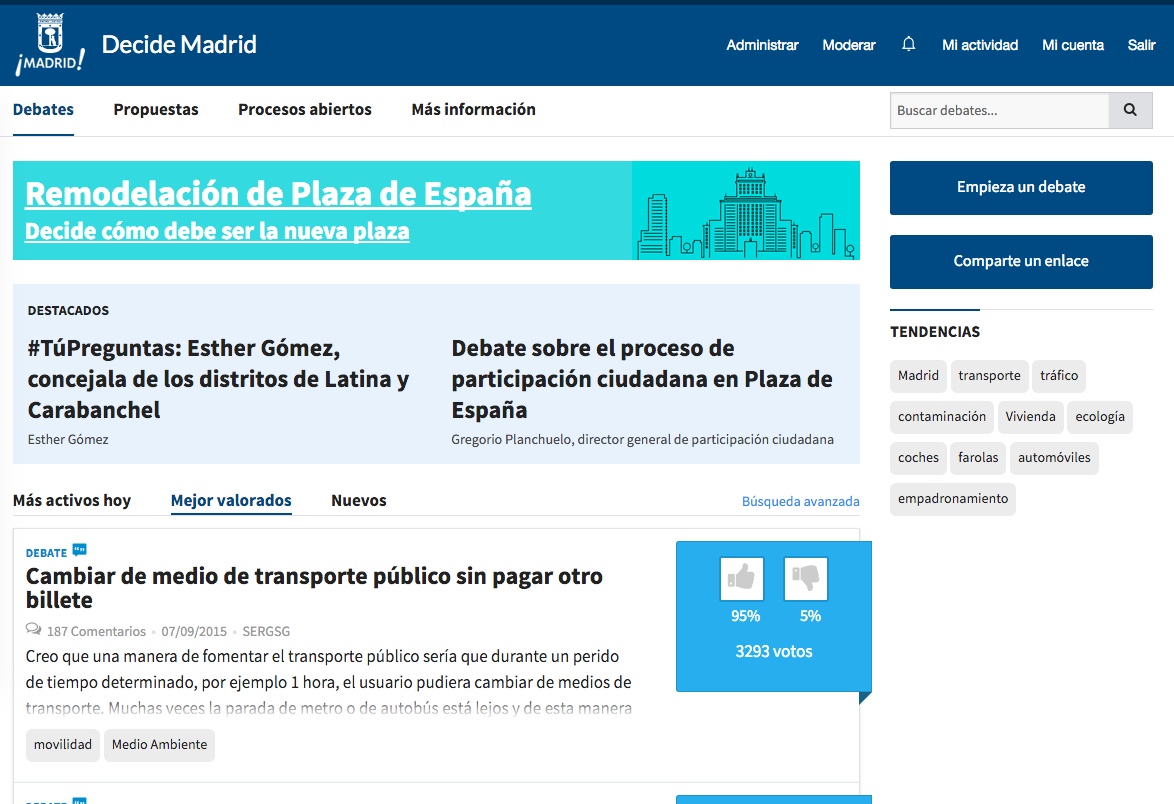 ¡MADRID!
Decide Madrid
Administrar
Moderar
Mi actividad
Mi cuenta
Salir
Debates
Propuestas
Procesos abiertos
Más información
Buscar debates...
Remodelación de Plaza de España
Decide cómo debe ser la nueva plaza
Empieza un debate
Comparte un enlace
DESTACADOS
#TúPreguntas: Esther Gómez,
concejala de los distritos de Latina y
Carabanchel
Esther Gómez
Debate sobre el proceso de
participación ciudadana en Plaza de
España
Gregorio Planchuelo, director general de participación ciudadana
TENDENCIAS
Madrid
transporte
tráfico
contaminación
Vivienda
ecología
coches
farolas
automóviles
empadronamiento
Más activos hoy
Mejor valorados
Nuevos
Búsqueda avanzada
DEBATE
Cambiar de medio de transporte público sin pagar otro
billete
187 Comentarios • 07/09/2015 • SERGSG
Creo que una manera de fomentar el transporte público sería que durante un perido
de tiempo determinado, por ejemplo 1 hora, el usuario pudiera cambiar de medios de
transporte. Muchas veces la parada de metro o de autobús está lejos y de esta manera
movilidad
Medio Ambiente
95%
5%
3293 votos
DEBATE